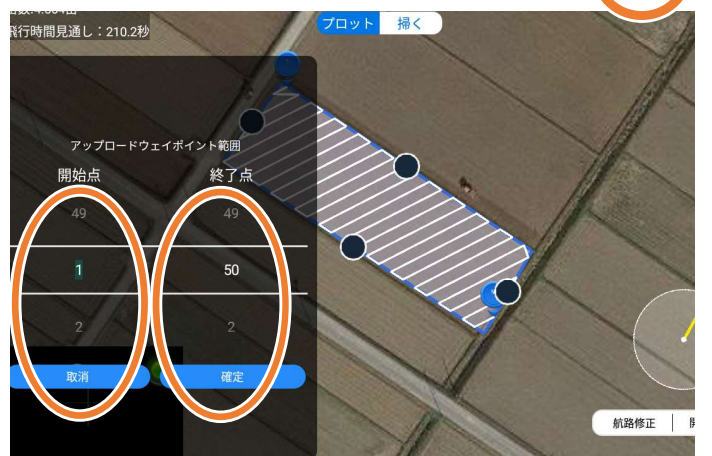 飛行時間見通し：210.2秒
プロット 掃く
アップロードウェイポイント範囲
開始点 終了点
49 49
1 50
2 2
取消 確定
航路修正